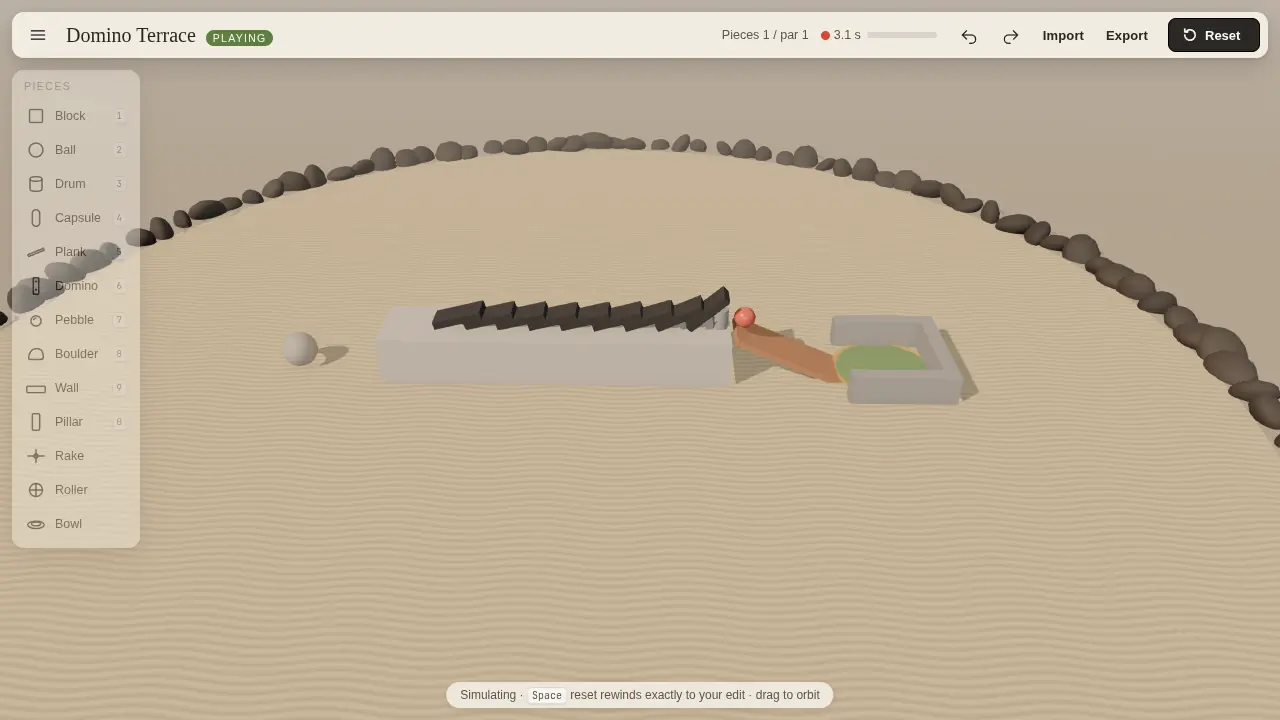 Domino Terrace PLAYING
Pieces 1 / par 1 3.1 s Import Export Reset
PIECES
Block 1
Ball 2
Drum 3
Capsule 4
Plank 5
Domino 6
Pebble 7
Boulder 8
Wall 9
Pillar 0
Rake
Roller
Bowl
Simulating · Space reset rewinds exactly to your edit · drag to orbit